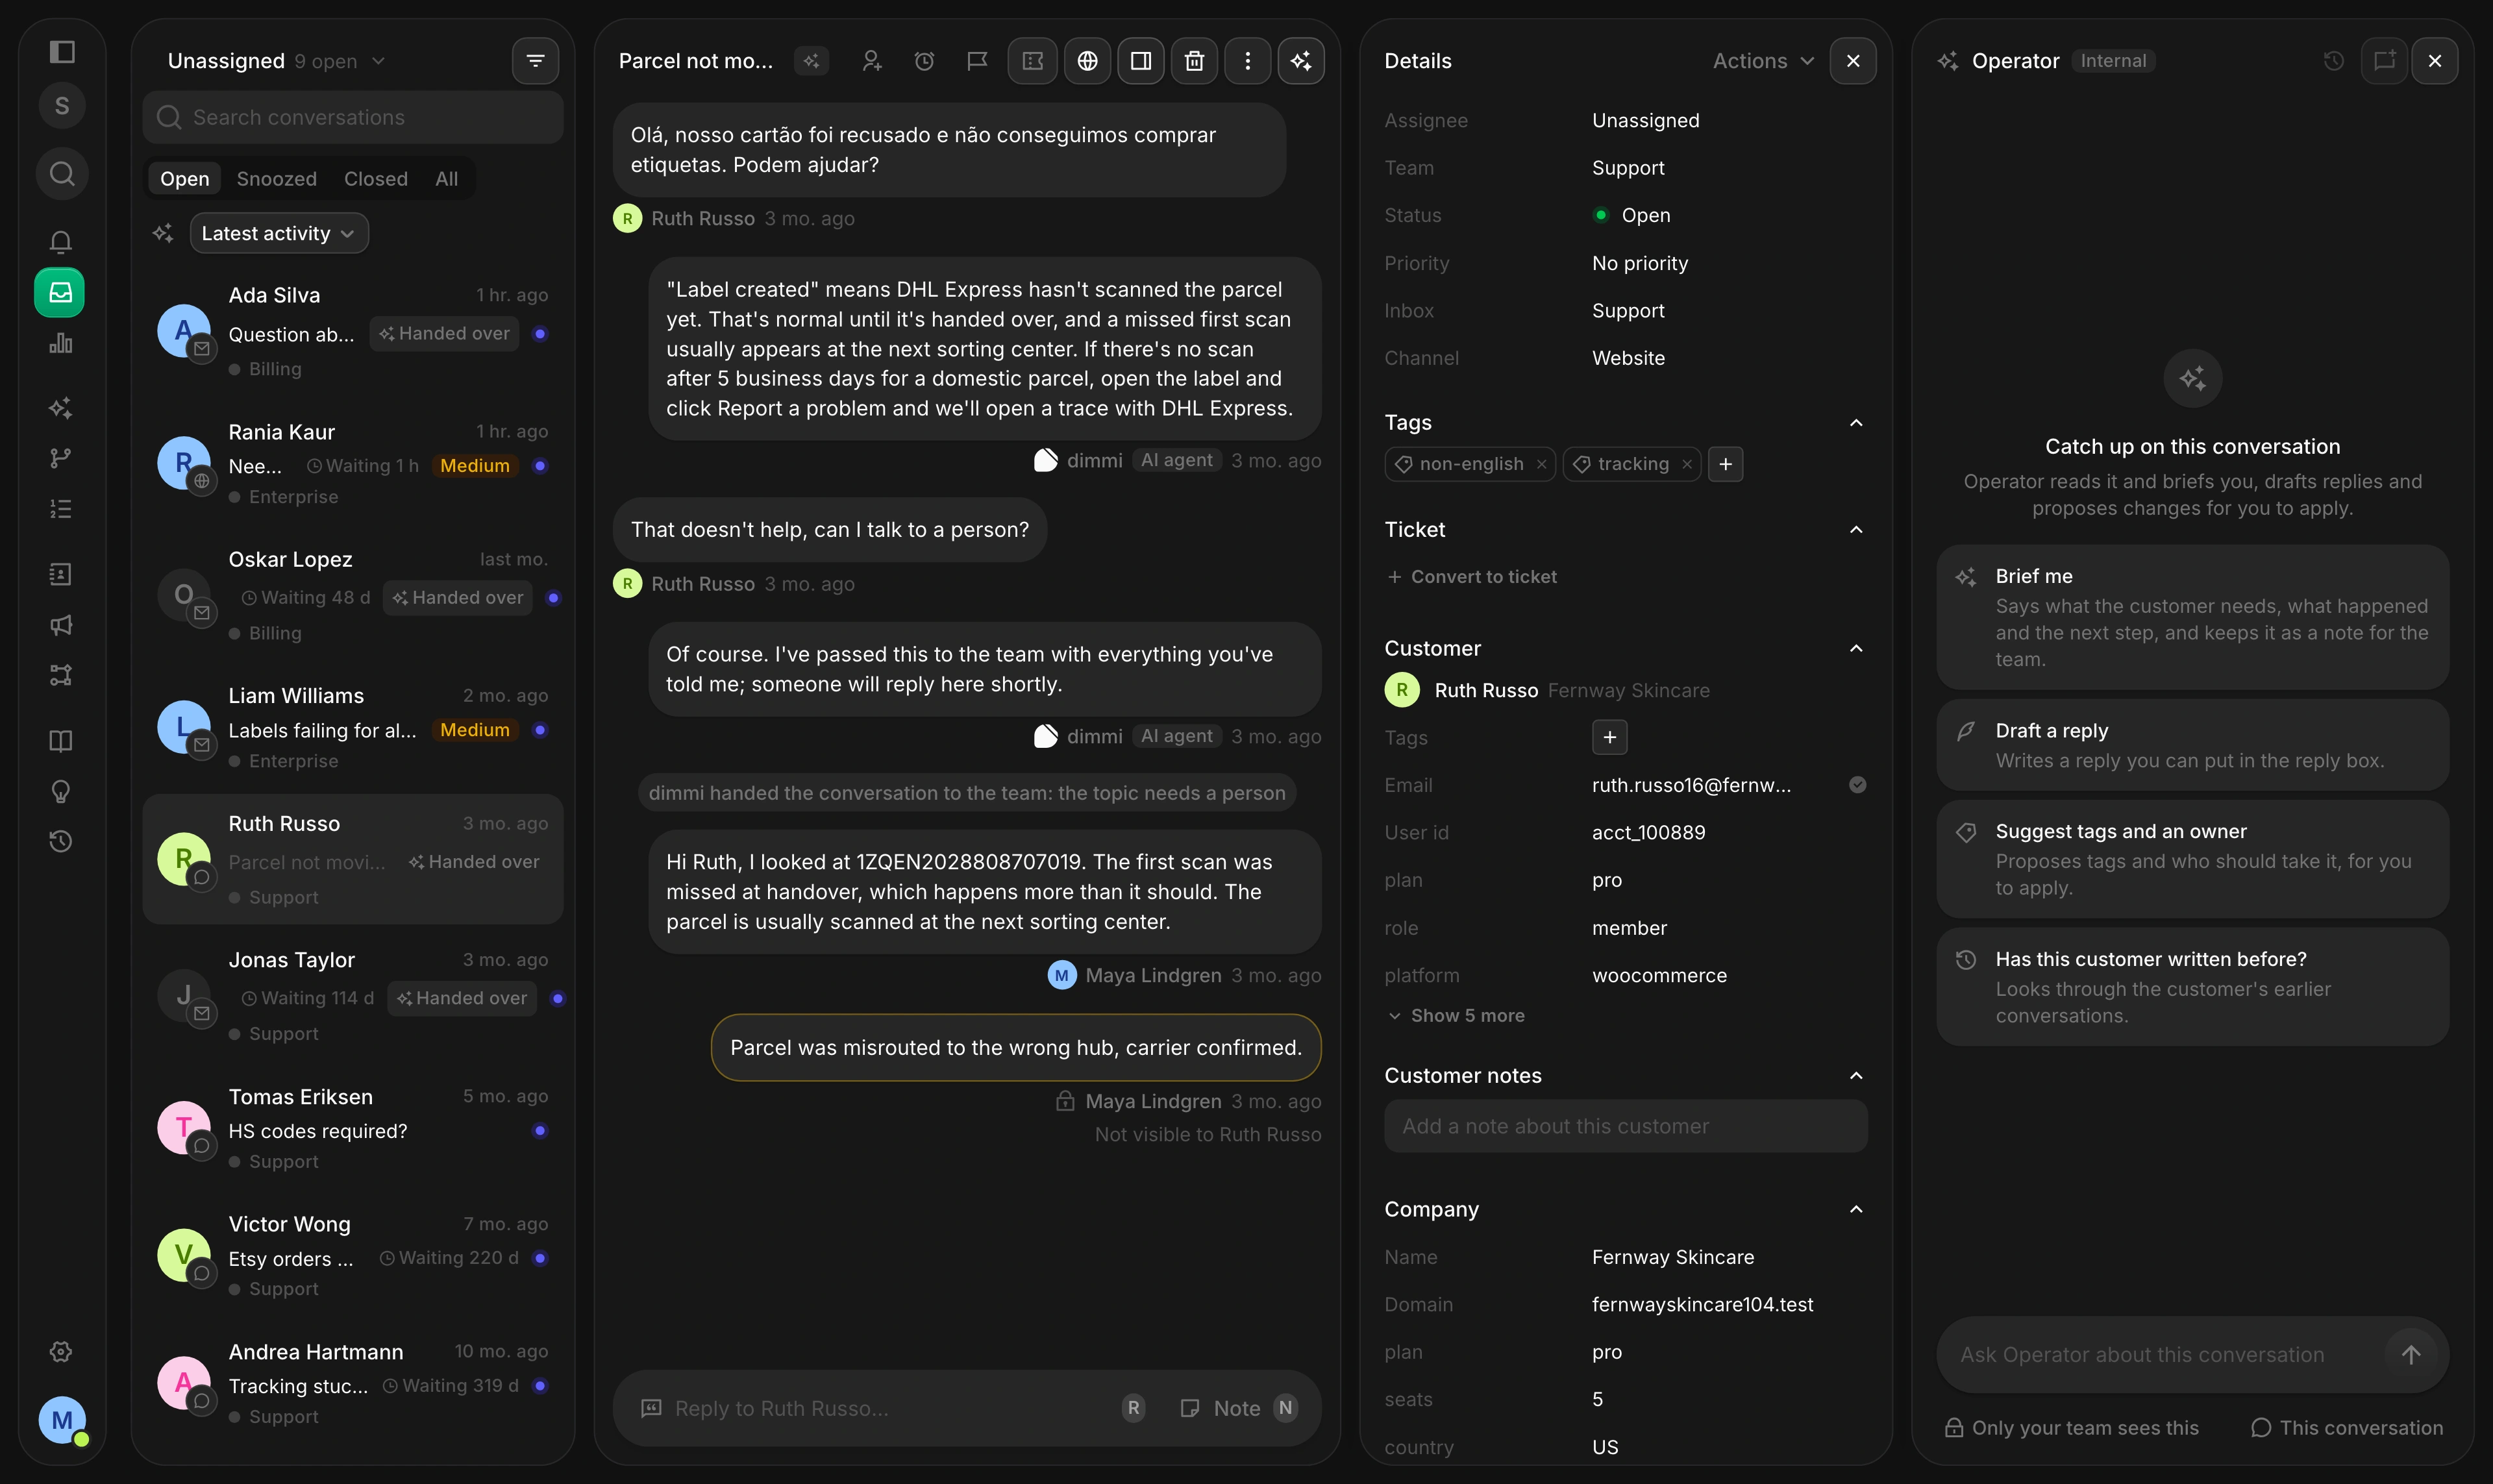 S
M
Unassigned 9 open
Search conversations
Open Snoozed Closed All
Latest activity
A
Ada Silva 1 hr. ago
Question ab... Handed over
Billing
R
Rania Kaur 1 hr. ago
Nee... Waiting 1 h Medium
Enterprise
O
Oskar Lopez last mo.
Waiting 48 d Handed over
Billing
L
Liam Williams 2 mo. ago
Labels failing for al... Medium
Enterprise
R
Ruth Russo 3 mo. ago
Parcel not movi... Handed over
Support
J
Jonas Taylor 3 mo. ago
Waiting 114 d Handed over
Support
T
Tomas Eriksen 5 mo. ago
HS codes required?
Support
V
Victor Wong 7 mo. ago
Etsy orders ... Waiting 220 d
Support
A
Andrea Hartmann 10 mo. ago
Tracking stuc... Waiting 319 d
Support
Parcel not mo...
Olá, nosso cartão foi recusado e não conseguimos comprar
etiquetas. Podem ajudar?
R Ruth Russo 3 mo. ago
"Label created" means DHL Express hasn't scanned the parcel
yet. That's normal until it's handed over, and a missed first scan
usually appears at the next sorting center. If there's no scan
after 5 business days for a domestic parcel, open the label and
click Report a problem and we'll open a trace with DHL Express.
dimmi AI agent 3 mo. ago
That doesn't help, can I talk to a person?
R Ruth Russo 3 mo. ago
Of course. I've passed this to the team with everything you've
told me; someone will reply here shortly.
dimmi AI agent 3 mo. ago
dimmi handed the conversation to the team: the topic needs a person
Hi Ruth, I looked at 1ZQEN2028808707019. The first scan was
missed at handover, which happens more than it should. The
parcel is usually scanned at the next sorting center.
M Maya Lindgren 3 mo. ago
Parcel was misrouted to the wrong hub, carrier confirmed.
Maya Lindgren 3 mo. ago
Not visible to Ruth Russo
Reply to Ruth Russo... R Note N
Details Actions
Assignee Unassigned
Team Support
Status Open
Priority No priority
Inbox Support
Channel Website
Tags
non-english tracking
Ticket
Convert to ticket
Customer
R Ruth Russo Fernway Skincare
Tags
Email ruth.russo16@fernw...
User id acct_100889
plan pro
role member
platform woocommerce
Show 5 more
Customer notes
Add a note about this customer
Company
Name Fernway Skincare
Domain fernwayskincare104.test
plan pro
seats 5
country US
Operator Internal
Catch up on this conversation
Operator reads it and briefs you, drafts replies and
proposes changes for you to apply.
Brief me
Says what the customer needs, what happened
and the next step, and keeps it as a note for the
team.
Draft a reply
Writes a reply you can put in the reply box.
Suggest tags and an owner
Proposes tags and who should take it, for you
to apply.
Has this customer written before?
Looks through the customer's earlier
conversations.
Ask Operator about this conversation
Only your team sees this This conversation